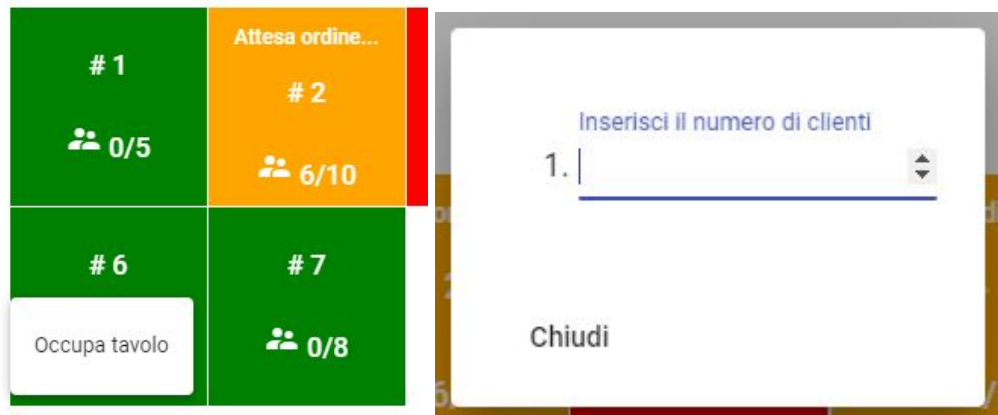 # 1
0/5
Attesa ordine...
# 2
6/10
# 6
Occupa tavolo
# 7
0/8
Inserisci il numero di clienti
1.
Chiudi